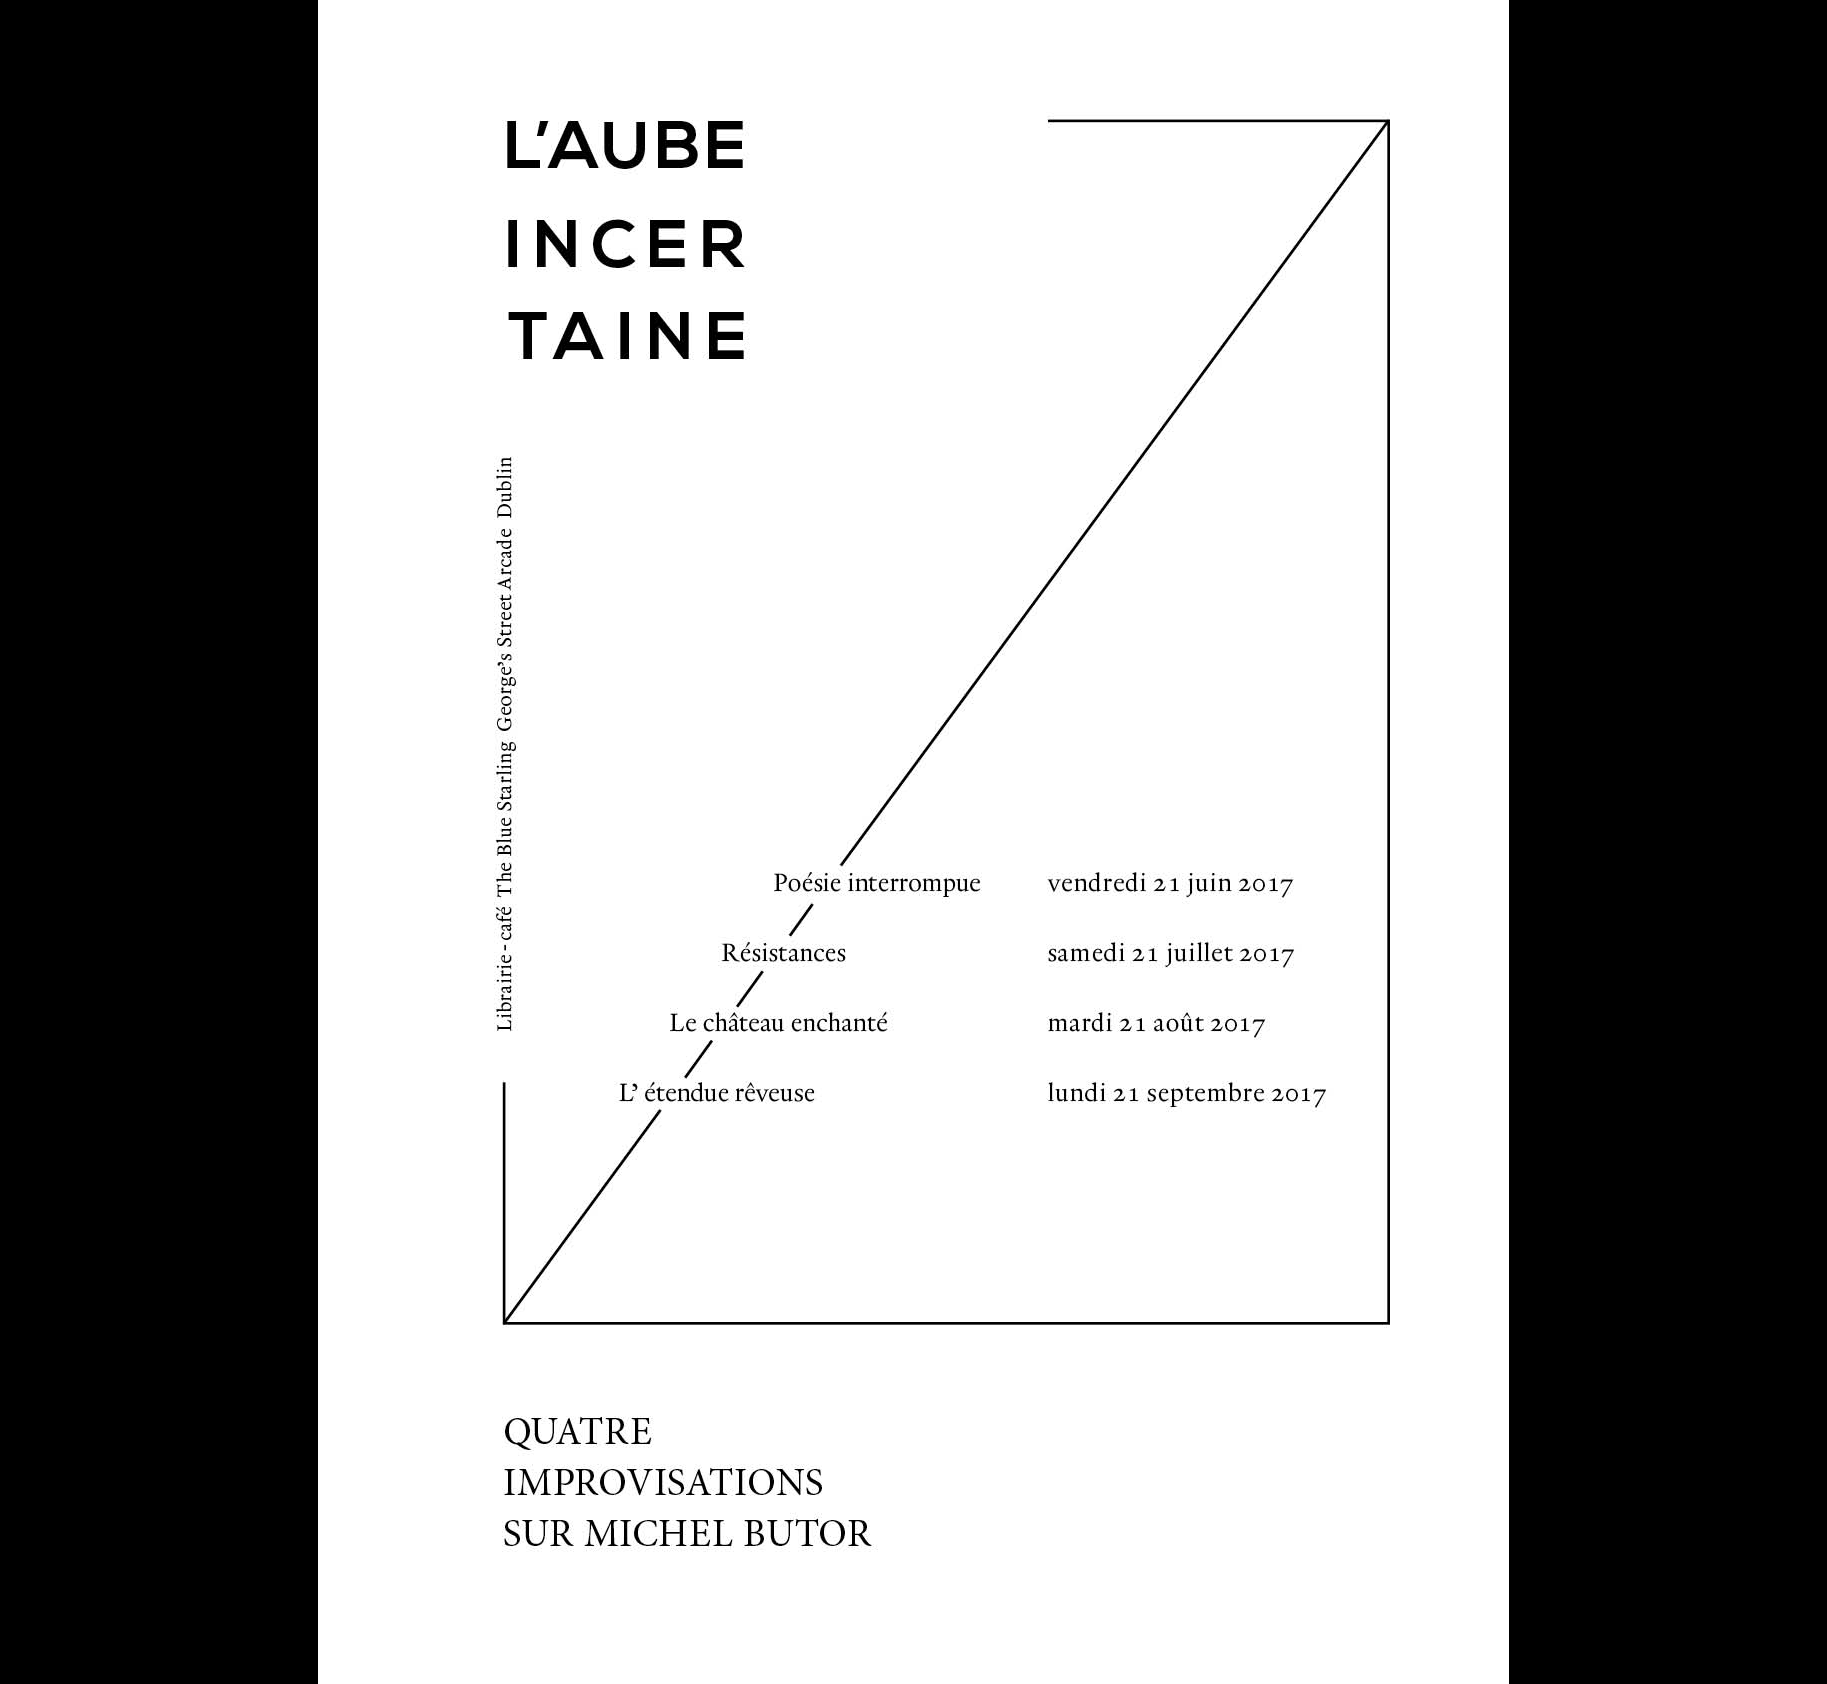 L’AUBE
INCER
TAINE
Librairie - café The Blue Starling George’s Street Arcade Dublin
Poésie interrompue vendredi 21 juin 2017
Résistances samedi 21 juillet 2017
Le château enchanté mardi 21 août 2017
L’ étendue rêveuse lundi 21 septembre 2017
QUATRE
IMPROVISATIONS
SUR MICHEL BUTOR